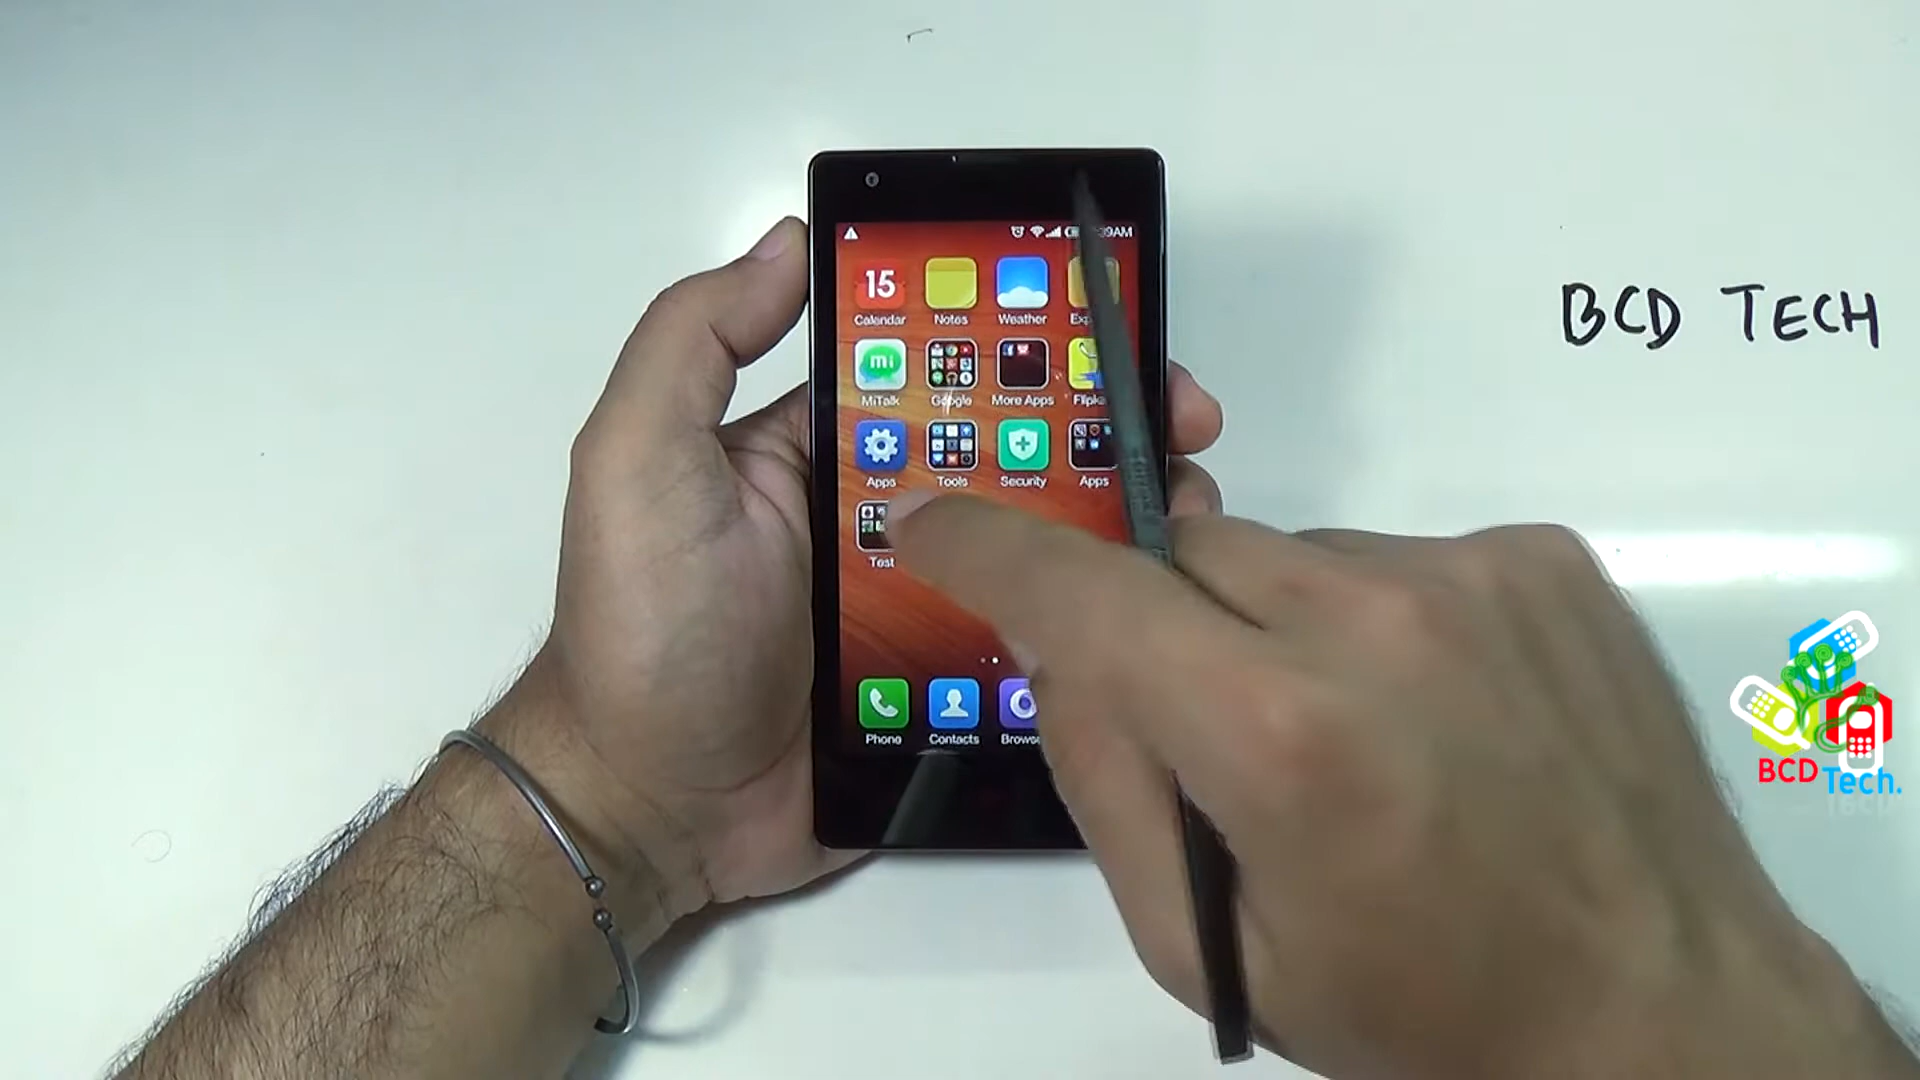 BCD TECH
15
Calendar Notes Weather
mi
MiTalk Google More Apps
Apps Tools Security Apps
Test
Phone Contacts
BCD Tech.